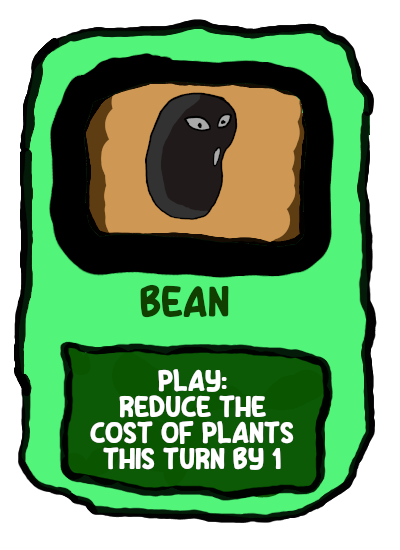 BEAN
PLAY:
REDUCE THE
COST OF PLANTS
THIS TURN BY 1